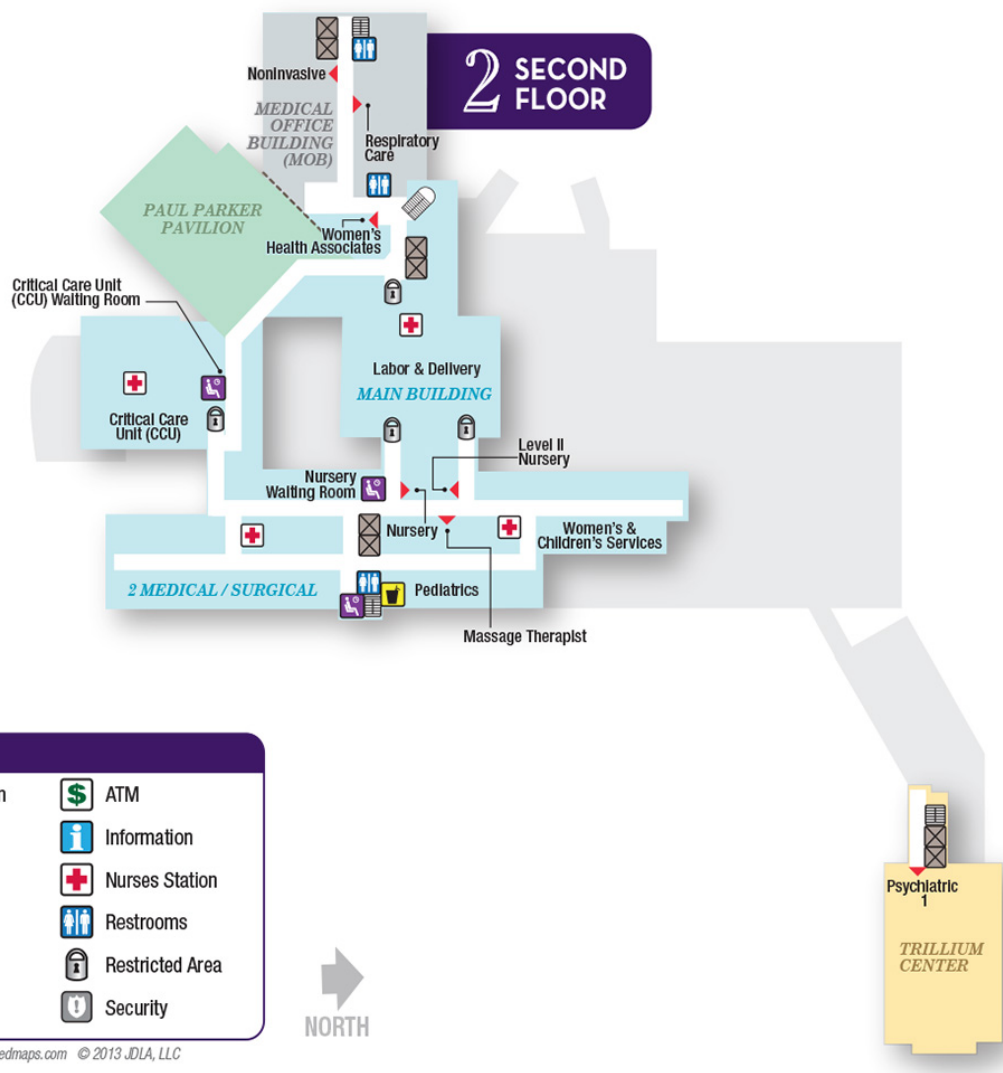 2 SECOND
FLOOR
Noninvasive
MEDICAL
OFFICE
BUILDING
(MOB)
Respiratory
Care
PAUL PARKER
PAVILION
Women's
Health Associates
Critical Care Unit
(CCU) Waiting Room
Labor & Delivery
MAIN BUILDING
Critical Care
Unit (CCU)
Level II
Nursery
Nursery
Waiting Room
Nursery
Women's &
Children's Services
2 MEDICAL / SURGICAL
Pediatrics
Massage Therapist
$ ATM
i Information
Nurses Station
Restrooms
Restricted Area
Security
NORTH
Psychiatric
1
TRILLIUM
CENTER
© 2013 JDLA, LLC